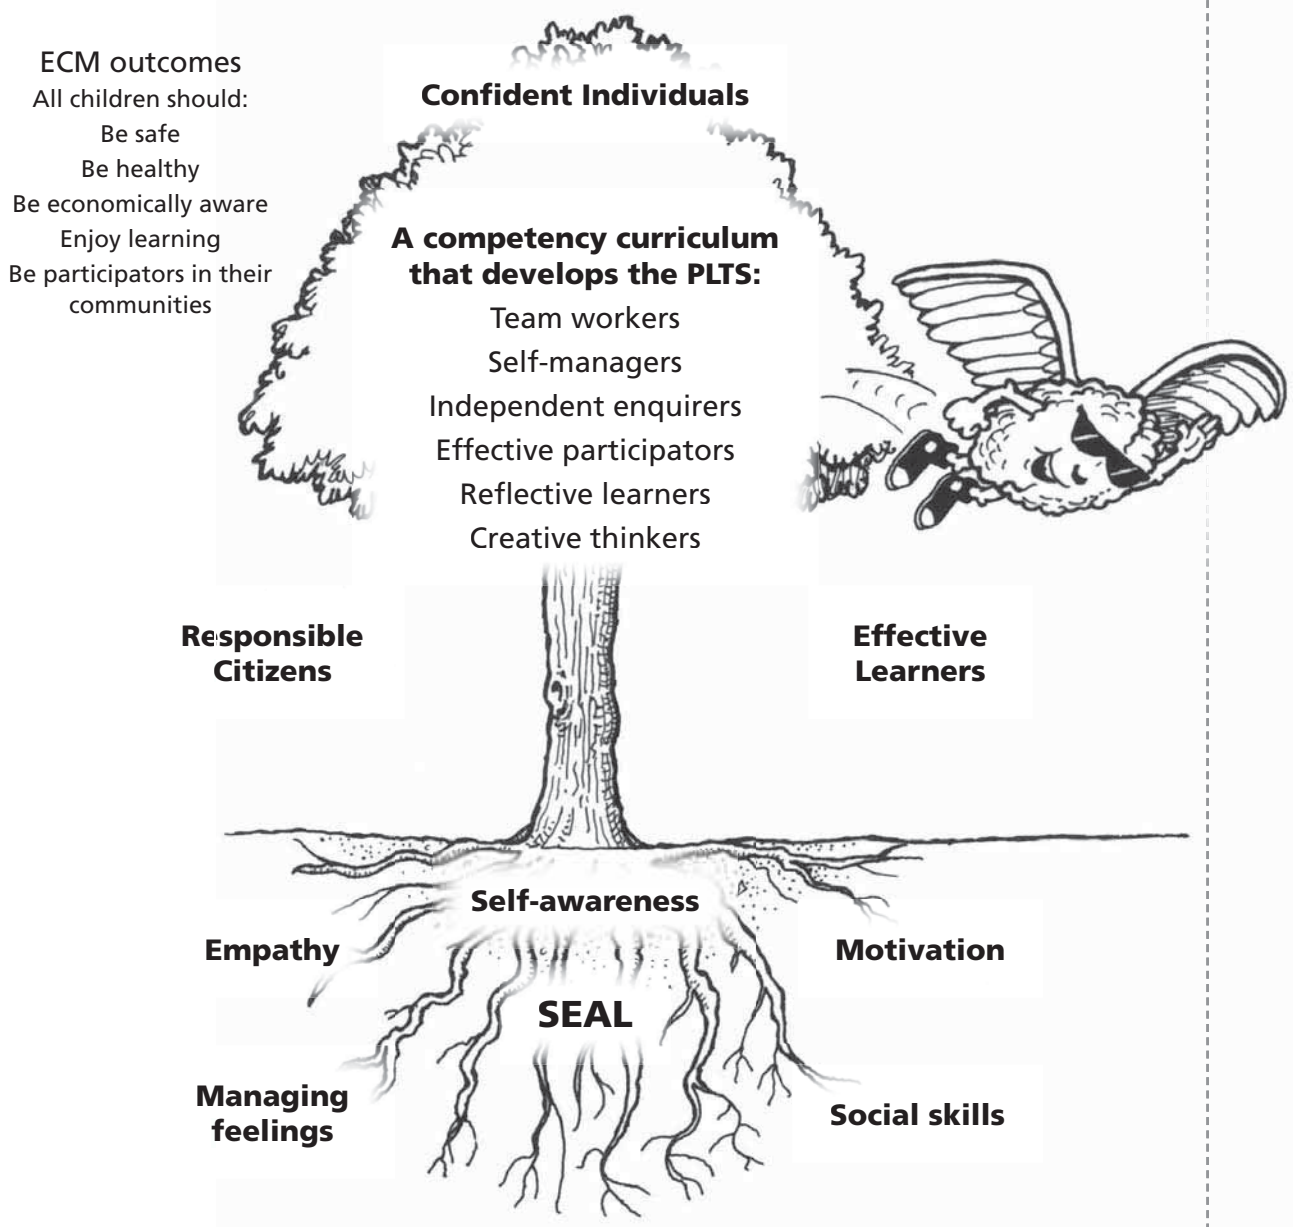 ECM outcomes
All children should:
Be safe
Be healthy
Be economically aware
Enjoy learning
Be participators in their
communities
Confident Individuals
A competency curriculum
that develops the PLTS:
Team workers
Self-managers
Independent enquirers
Effective participators
Reflective learners
Creative thinkers
Responsible
Citizens
Effective
Learners
Self-awareness
Empathy
Motivation
SEAL
Managing
feelings
Social skills